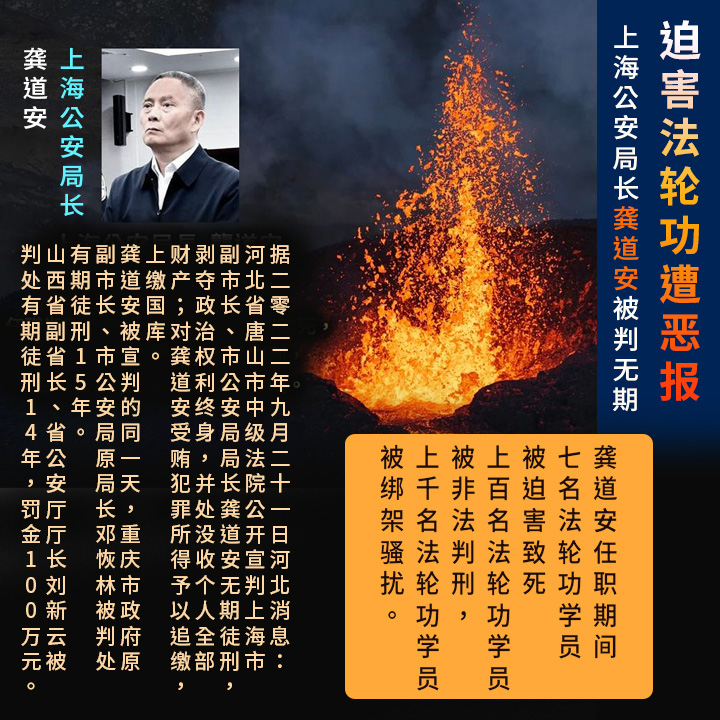 迫害法轮功遭恶报
上海公安局长龚道安被判无期
上海公安局长
龚道安
据二零二二年九月二十一日河北消息：
河北省唐山市中级法院公开宣判上海市
副市长、市公安局局长龚道安无期徒刑，
剥夺政治权利终身，并处没收个人全部
财产；对龚道安受贿犯罪所得予以追缴，
上缴国库。
龚道安被宣判的同一天，重庆市政府原
副市长、市公安局原局长邓恢林被判处
有期徒刑15年。
山西省副省长、省公安厅厅长刘新云被
判处有期徒刑14年，罚金100万元。
龚道安任职期间
七名法轮功学员
被迫害致死
上百名法轮功学员
被非法判刑，
上千名法轮功学员
被绑架骚扰。